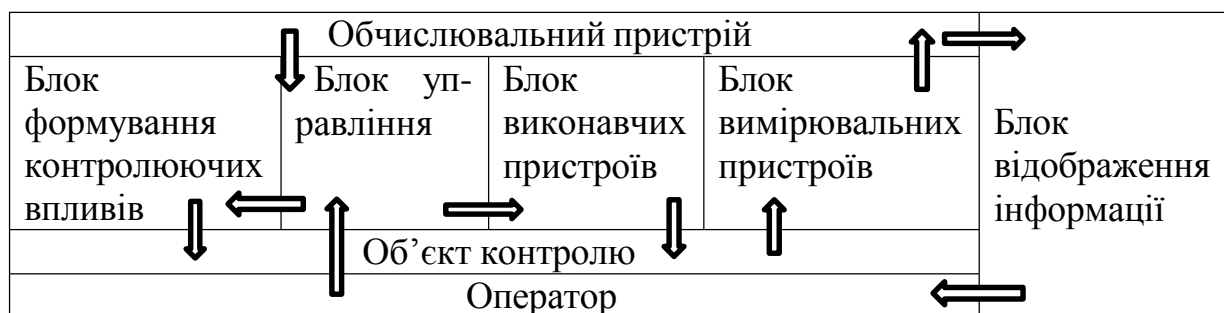 Обчислювальний пристрій
Блок
формування
контролюючих
впливів
Блок уп-
равління
Блок
виконавчих
пристроїв
Блок
вимірювальних
пристроїв
Блок
відображення
інформації
Об’єкт контролю
Оператор